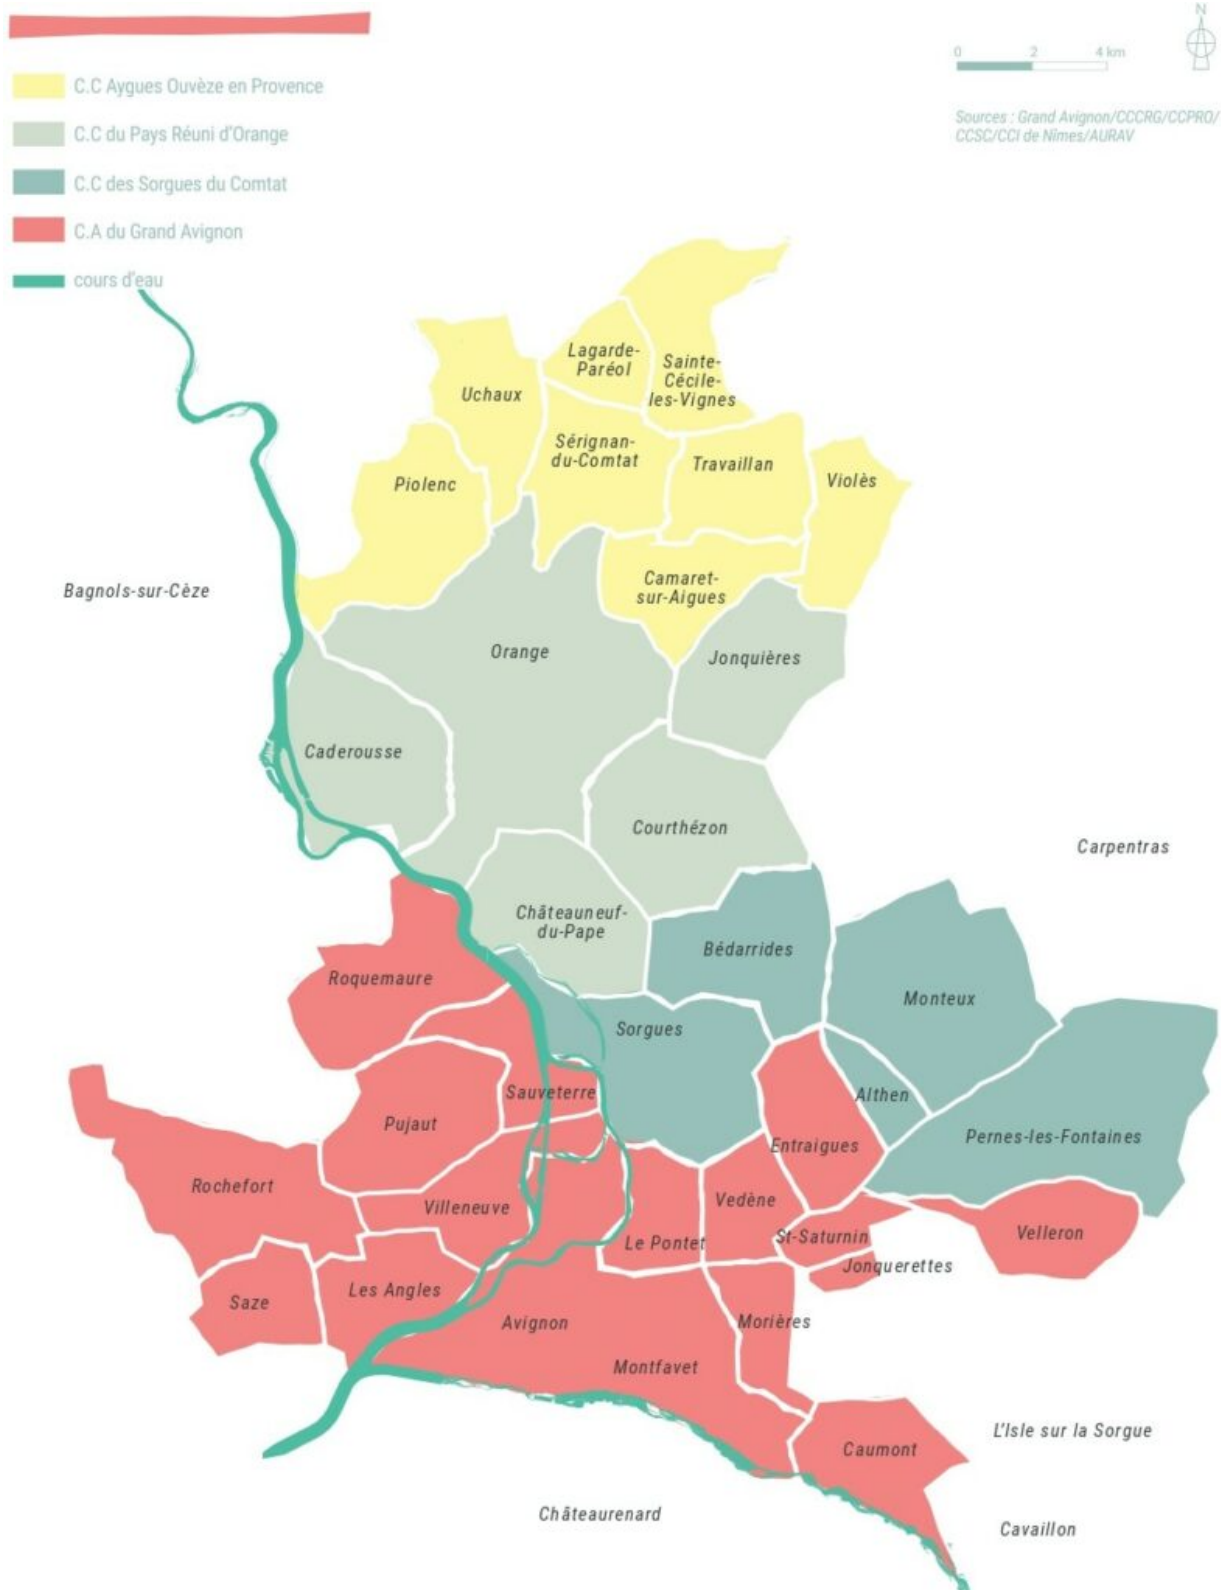 C.C Aygues Ouvèze en Provence
C.C du Pays Réuni d'Orange
C.C des Sorgues du Comtat
C.A du Grand Avignon
cours d'eau
N
0 2 4 km
Sources : Grand Avignon/CCCRG/CCPRO/
CCSC/CCI de Nîmes/AURAV
Lagarde-
Paréol
Sainte-
Cécile-
les-Vignes
Uchaux
Sérignan-
du-Comtat
Travaillan
Violès
Piolenc
Bagnols-sur-Cèze
Camaret-
sur-Aigues
Orange
Jonquières
Caderousse
Courthézon
Carpentras
Châteauneuf-
du-Pape
Bédarrides
Roquemaure
Monteux
Sorgues
Sauveterre
Althen
Pujaut
Entraigues
Pernes-les-Fontaines
Rochefort
Villeneuve
Vedène
Le Pontet
St-Saturnin
Velleron
Jonquerettes
Les Angles
Saze
Avignon
Morières
Montfavet
L'Isle sur la Sorgue
Caumont
Châteaurenard
Cavaillon